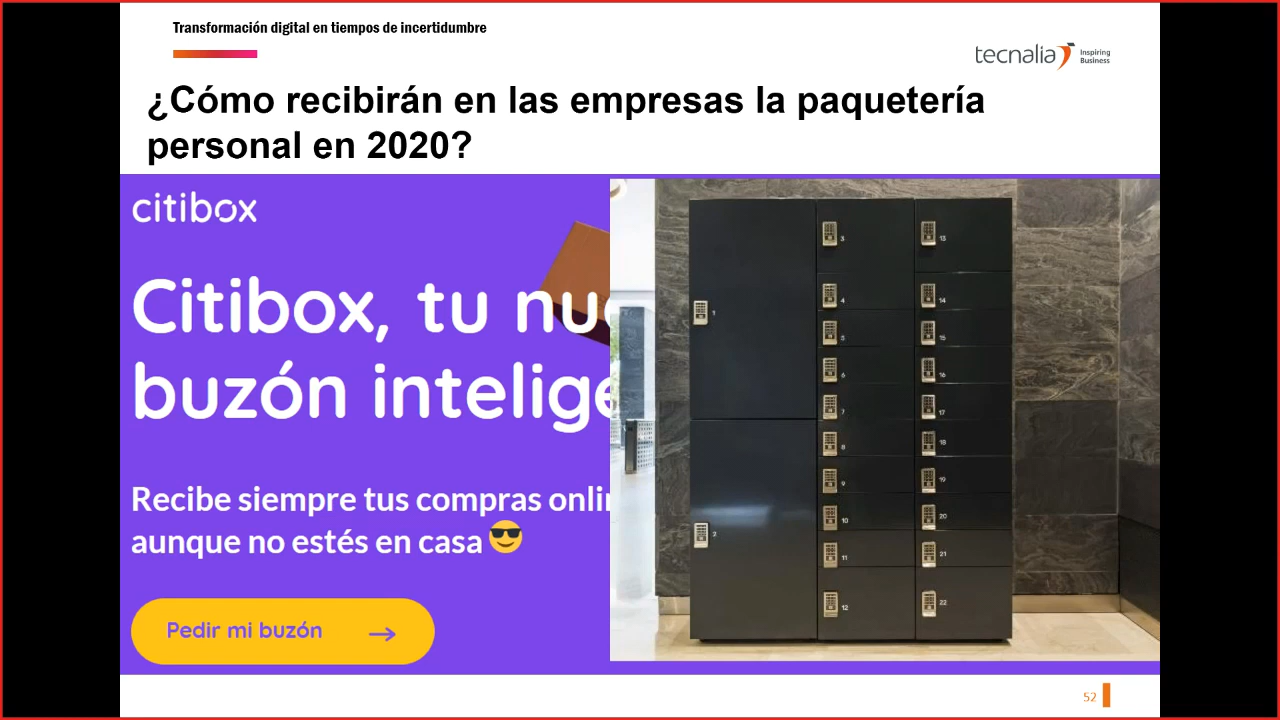 Transformación digital en tiempos de incertidumbre
tecnalia
Inspiring
Business
¿Cómo recibirán en las empresas la paquetería
personal en 2020?
citibox
Citibox, tu nue
buzón intelige
Recibe siempre tus compras onlin
aunque no estés en casa
Pedir mi buzón
1
2
3
4
5
6
7
8
9
10
11
12
13
14
15
16
17
18
19
20
21
22
52